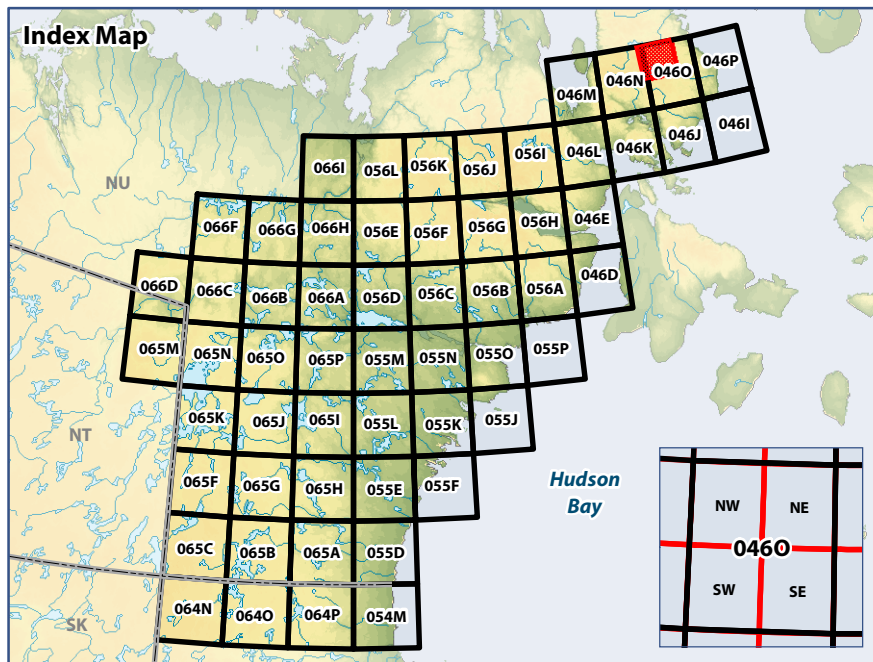 Index Map
046P
046O
046N
046M
046I
046J
046K
046L
056I
056J
056K
056L
066I
NU
046E
056H
056G
056F
056E
066H
066G
066F
046D
056A
056B
056C
056D
066A
066B
066C
066D
055P
055O
055N
055M
065P
065O
065N
065M
055J
055K
055L
065I
065J
065K
NT
055F
055E
065H
065G
065F
Hudson
Bay
055D
065A
065B
065C
054M
064P
064O
064N
SK
NW
NE
046O
SW
SE